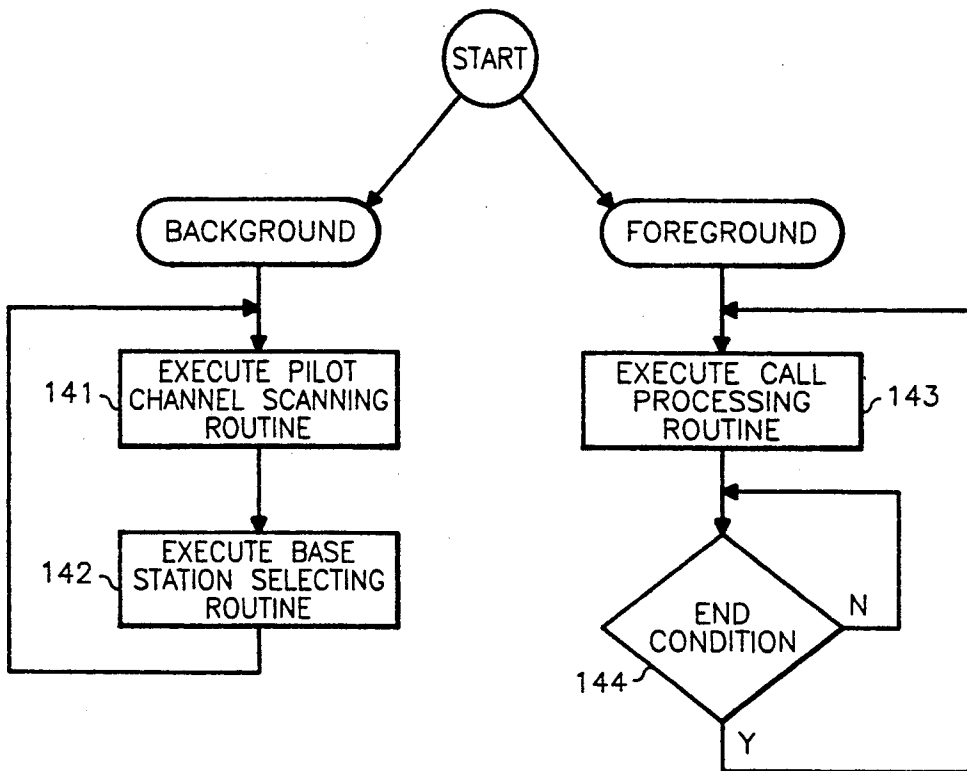 START
BACKGROUND
FOREGROUND
141
EXECUTE PILOT
CHANNEL SCANNING
ROUTINE
EXECUTE CALL
PROCESSING
ROUTINE
143
142
EXECUTE BASE
STATION SELECTING
ROUTINE
END
CONDITION
N
144
Y